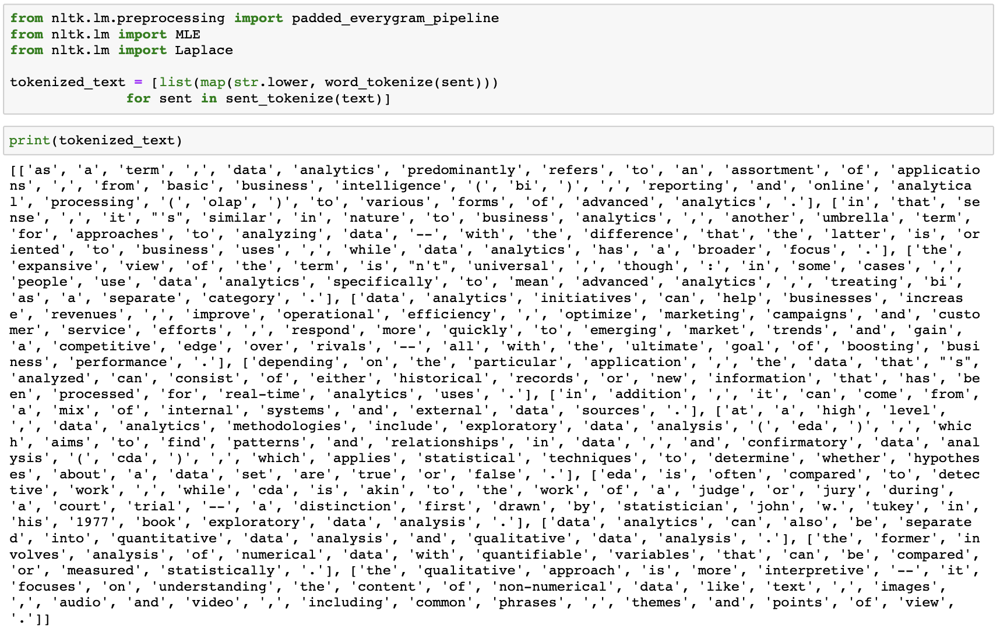 from nltk.lm.preprocessing import padded_everygram_pipeline
from nltk.lm import MLE
from nltk.lm import Laplace
tokenized_text = [list(map(str.lower, word_tokenize(sent)))
              for sent in sent_tokenize(text)]
print(tokenized_text)
[['as', 'a', 'term', ',', 'data', 'analytics', 'predominantly', 'refers', 'to', 'an', 'assortment', 'of', 'applicatio
ns', ',', 'from', 'basic', 'business', 'intelligence', '(', 'bi', ')', ',', 'reporting', 'and', 'online', 'analytica
l', 'processing', '(', 'olap', ')', 'to', 'various', 'forms', 'of', 'advanced', 'analytics', '.'], ['in', 'that', 'se
nse', ',', 'it', "'s", 'similar', 'in', 'nature', 'to', 'business', 'analytics', ',', 'another', 'umbrella', 'term',
'for', 'approaches', 'to', 'analyzing', 'data', '--', 'with', 'the', 'difference', 'that', 'the', 'latter', 'is', 'or
iented', 'to', 'business', 'uses', ',', 'while', 'data', 'analytics', 'has', 'a', 'broader', 'focus', '.'], ['the',
'expansive', 'view', 'of', 'the', 'term', 'is', "n't", 'universal', ',', 'though', ':', 'in', 'some', 'cases', ',',
'people', 'use', 'data', 'analytics', 'specifically', 'to', 'mean', 'advanced', 'analytics', ',', 'treating', 'bi',
'as', 'a', 'separate', 'category', '.'], ['data', 'analytics', 'initiatives', 'can', 'help', 'businesses', 'increas
e', 'revenues', ',', 'improve', 'operational', 'efficiency', ',', 'optimize', 'marketing', 'campaigns', 'and', 'custo
mer', 'service', 'efforts', ',', 'respond', 'more', 'quickly', 'to', 'emerging', 'market', 'trends', 'and', 'gain',
'a', 'competitive', 'edge', 'over', 'rivals', '--', 'all', 'with', 'the', 'ultimate', 'goal', 'of', 'boosting', 'busi
ness', 'performance', '.'], ['depending', 'on', 'the', 'particular', 'application', ',', 'the', 'data', 'that', "'s",
'analyzed', 'can', 'consist', 'of', 'either', 'historical', 'records', 'or', 'new', 'information', 'that', 'has', 'be
en', 'processed', 'for', 'real-time', 'analytics', 'uses', '.'], ['in', 'addition', ',', 'it', 'can', 'come', 'from',
'a', 'mix', 'of', 'internal', 'systems', 'and', 'external', 'data', 'sources', '.'], ['at', 'a', 'high', 'level',
',', 'data', 'analytics', 'methodologies', 'include', 'exploratory', 'data', 'analysis', '(', 'eda', ')', ',', 'whic
h', 'aims', 'to', 'find', 'patterns', 'and', 'relationships', 'in', 'data', ',', 'and', 'confirmatory', 'data', 'anal
ysis', '(', 'cda', ')', ',', 'which', 'applies', 'statistical', 'techniques', 'to', 'determine', 'whether', 'hypothes
es', 'about', 'a', 'data', 'set', 'are', 'true', 'or', 'false', '.'], ['eda', 'is', 'often', 'compared', 'to', 'detec
tive', 'work', ',', 'while', 'cda', 'is', 'akin', 'to', 'the', 'work', 'of', 'a', 'judge', 'or', 'jury', 'during',
'a', 'court', 'trial', '--', 'a', 'distinction', 'first', 'drawn', 'by', 'statistician', 'john', 'w.', 'tukey', 'in',
'his', '1977', 'book', 'exploratory', 'data', 'analysis', '.'], ['data', 'analytics', 'can', 'also', 'be', 'separate
d', 'into', 'quantitative', 'data', 'analysis', 'and', 'qualitative', 'data', 'analysis', '.'], ['the', 'former', 'in
volves', 'analysis', 'of', 'numerical', 'data', 'with', 'quantifiable', 'variables', 'that', 'can', 'be', 'compared',
'or', 'measured', 'statistically', '.'], ['the', 'qualitative', 'approach', 'is', 'more', 'interpretive', '--', 'it',
'focuses', 'on', 'understanding', 'the', 'content', 'of', 'non-numerical', 'data', 'like', 'text', ',', 'images',
',', 'audio', 'and', 'video', ',', 'including', 'common', 'phrases', ',', 'themes', 'and', 'points', 'of', 'view',
'.']]